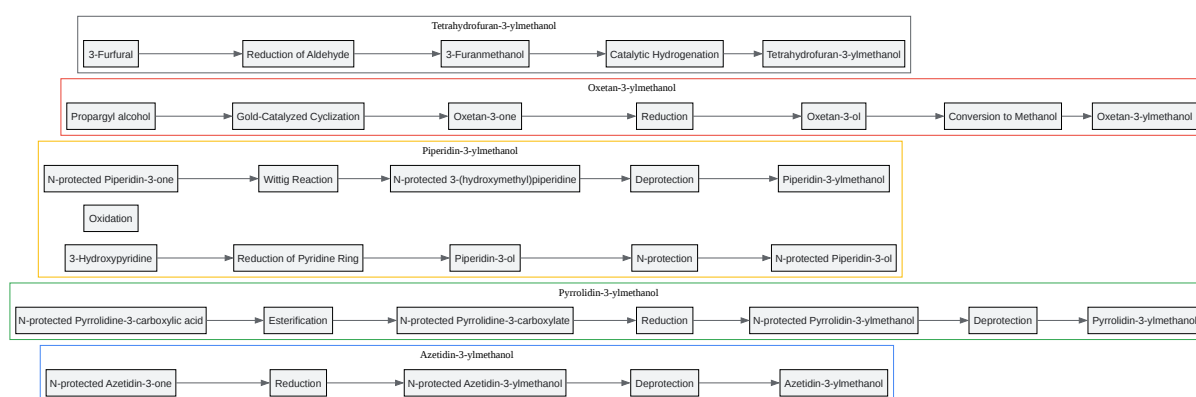 Tetrahydrofuran-3-ylmethanol
3-Furfural
Reduction of Aldehyde
3-Furanmethanol
Catalytic Hydrogenation
Tetrahydrofuran-3-ylmethanol
Oxetan-3-ylmethanol
Propargyl alcohol
Gold-Catalyzed Cyclization
Oxetan-3-one
Reduction
Oxetan-3-ol
Conversion to Methanol
Oxetan-3-ylmethanol
Piperidin-3-ylmethanol
N-protected Piperidin-3-one
Wittig Reaction
N-protected 3-(hydroxymethyl)piperidine
Deprotection
Piperidin-3-ylmethanol
Oxidation
3-Hydroxypyridine
Reduction of Pyridine Ring
Piperidin-3-ol
N-protection
N-protected Piperidin-3-ol
Pyrrolidin-3-ylmethanol
N-protected Pyrrolidine-3-carboxylic acid
Esterification
N-protected Pyrrolidine-3-carboxylate
Reduction
N-protected Pyrrolidin-3-ylmethanol
Deprotection
Pyrrolidin-3-ylmethanol
Azetidin-3-ylmethanol
N-protected Azetidin-3-one
Reduction
N-protected Azetidin-3-ylmethanol
Deprotection
Azetidin-3-ylmethanol